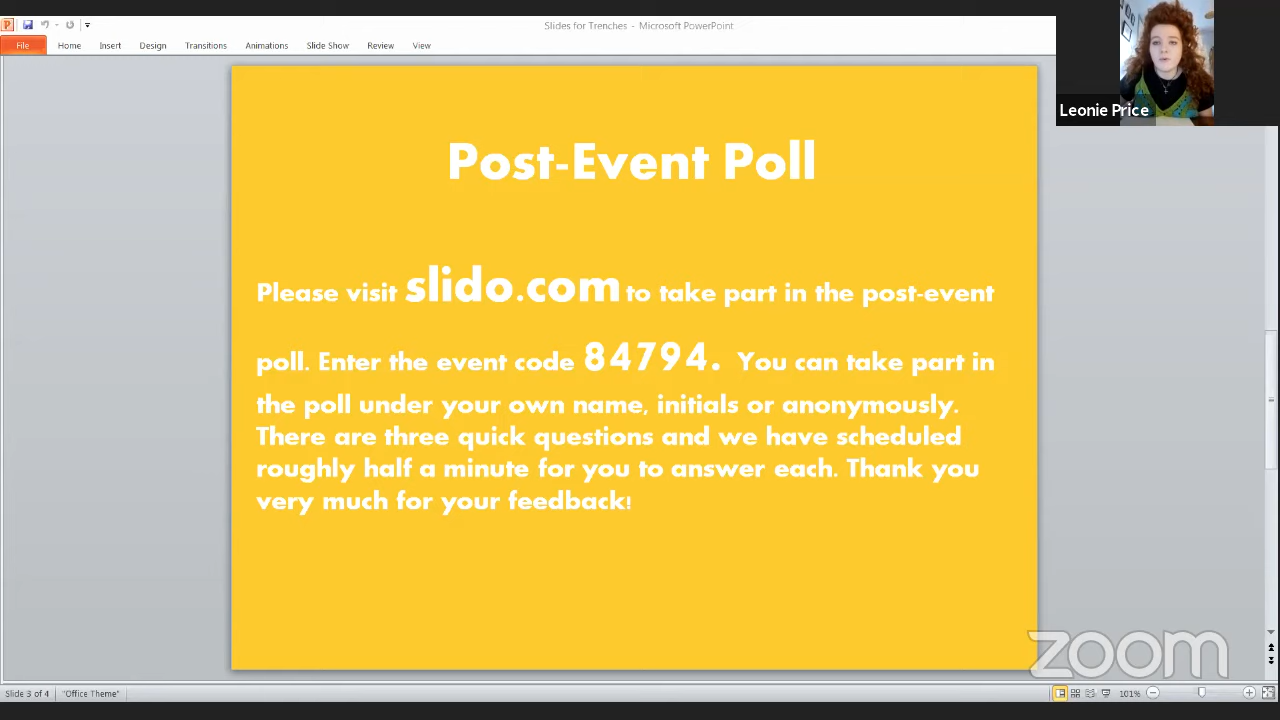 Slides for Trenches - Microsoft PowerPoint
File Home Insert Design Transitions Animations Slide Show Review View
Leonie Price
Post-Event Poll
Please visit slido.com to take part in the post-event
poll. Enter the event code 84794. You can take part in
the poll under your own name, initials or anonymously.
There are three quick questions and we have scheduled
roughly half a minute for you to answer each. Thank you
very much for your feedback!
zoom
Slide 3 of 4 "Office Theme" 101%